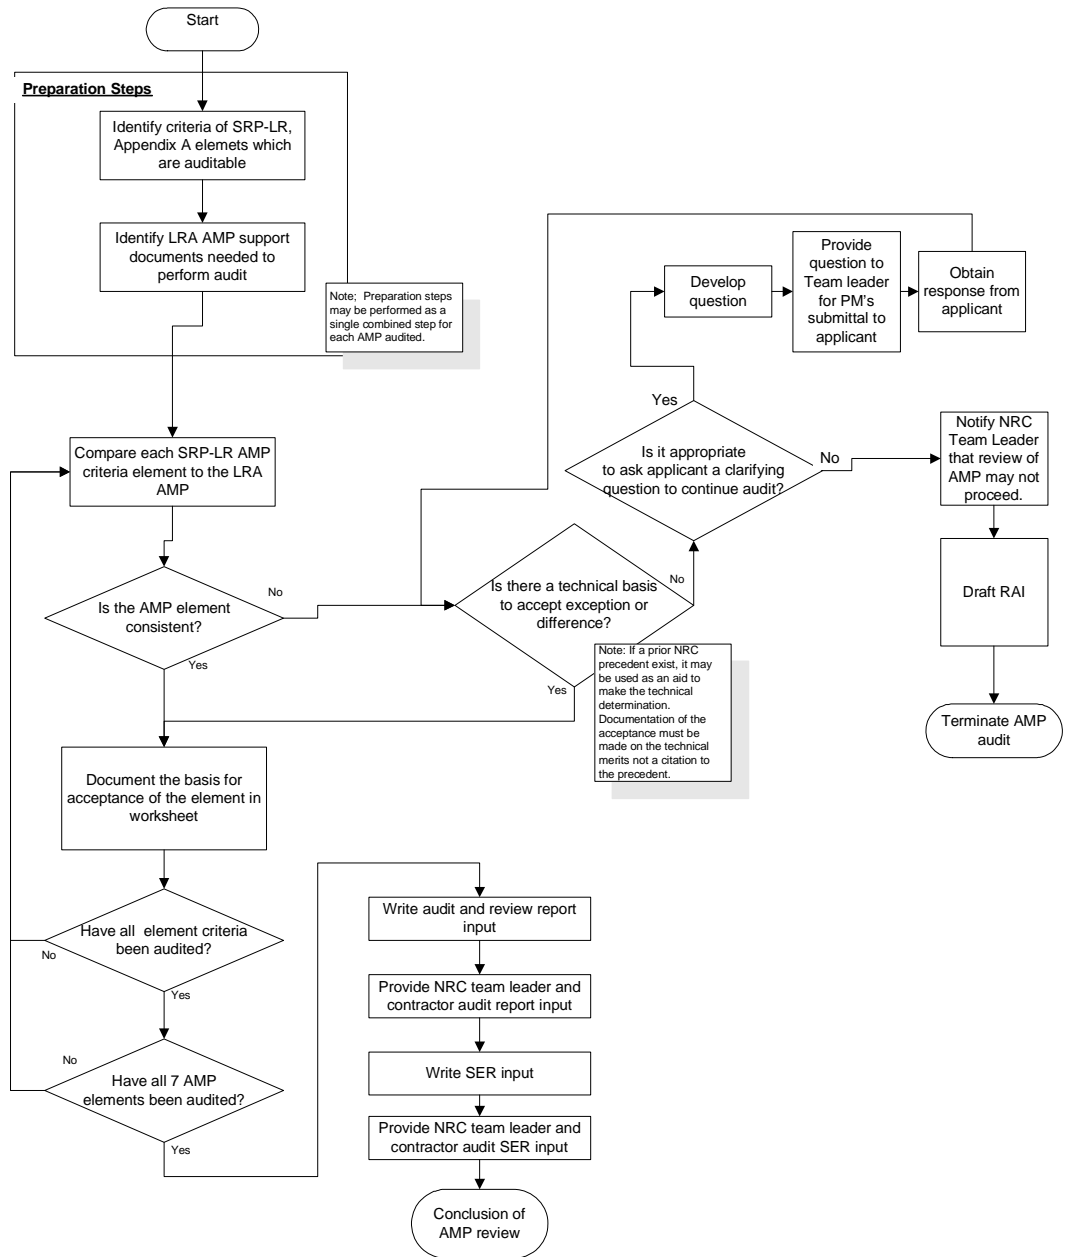 Start
Preparation Steps
Identify criteria of SRP-LR,
Appendix A elemets which
are auditable
Identify LRA AMP support
documents needed to
perform audit
Note; Preparation steps
may be performed as a
single combined step for
each AMP audited.
Compare each SRP-LR AMP
criteria element to the LRA
AMP
Is the AMP element
consistent?
No
Yes
Is there a technical basis
to accept exception or
difference?
No
Yes
Note: If a prior NRC
precedent exist, it may
be used as an aid to
make the technical
determination.
Documentation of the
acceptance must be
made on the technical
merits not a citation to
the precedent.
Is it appropriate
to ask applicant a clarifying
question to continue audit?
Yes
No
Develop
question
Provide
question to
Team leader
for PM's
submittal to
applicant
Obtain
response from
applicant
Notify NRC
Team Leader
that review of
AMP may not
proceed.
Draft RAI
Terminate AMP
audit
Document the basis for
acceptance of the element in
worksheet
Have all element criteria
been audited?
No
Yes
Have all 7 AMP
elements been audited?
No
Yes
Write audit and review report
input
Provide NRC team leader and
contractor audit report input
Write SER input
Provide NRC team leader and
contractor audit SER input
Conclusion of
AMP review